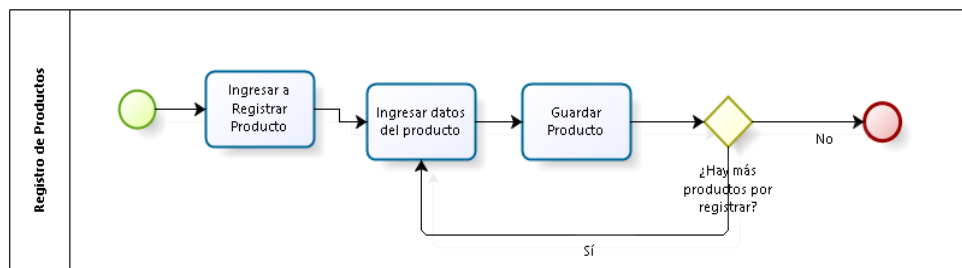 Registro de Productos
Ingresar a
Registrar
Producto
Ingresar datos
del producto
Guardar
Producto
¿Hay más
productos por
registrar?
No
Sí